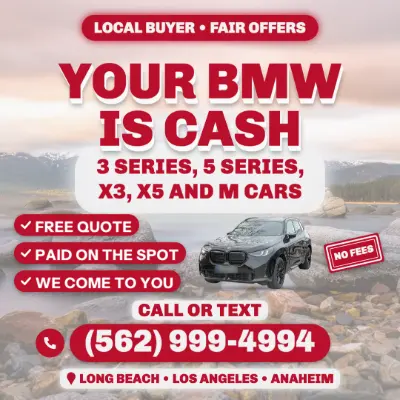 LOCAL BUYER • FAIR OFFERS
YOUR BMW
IS CASH
3 SERIES, 5 SERIES,
X3, X5 AND M CARS
FREE QUOTE
PAID ON THE SPOT
WE COME TO YOU
NO FEES
CALL OR TEXT
(562) 999-4994
LONG BEACH • LOS ANGELES • ANAHEIM